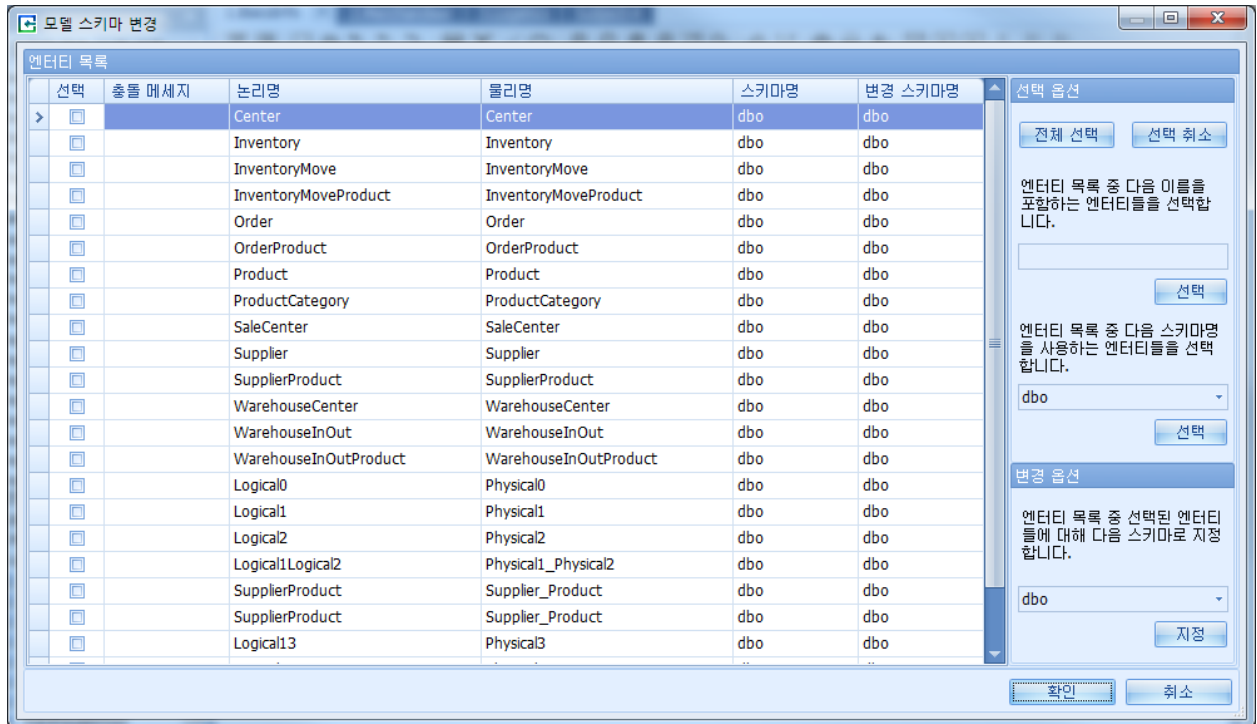 모델 스키마 변경
엔터티 목록
선택 충돌 메세지 논리명 물리명 스키마명 변경 스키마명
Center Center dbo dbo
Inventory Inventory dbo dbo
InventoryMove InventoryMove dbo dbo
InventoryMoveProduct InventoryMoveProduct dbo dbo
Order Order dbo dbo
OrderProduct OrderProduct dbo dbo
Product Product dbo dbo
ProductCategory ProductCategory dbo dbo
SaleCenter SaleCenter dbo dbo
Supplier Supplier dbo dbo
SupplierProduct SupplierProduct dbo dbo
WarehouseCenter WarehouseCenter dbo dbo
WarehouseInOut WarehouseInOut dbo dbo
WarehouseInOutProduct WarehouseInOutProduct dbo dbo
Logical0 Physical0 dbo dbo
Logical1 Physical1 dbo dbo
Logical2 Physical2 dbo dbo
Logical1Logical2 Physical1_Physical2 dbo dbo
SupplierProduct Supplier_Product dbo dbo
SupplierProduct Supplier_Product dbo dbo
Logical13 Physical3 dbo dbo
선택 옵션
전체 선택 선택 취소
엔터티 목록 중 다음 이름을
포함하는 엔터티들을 선택합
니다.
선택
엔터티 목록 중 다음 스키마명
을 사용하는 엔터티들을 선택
합니다.
dbo
선택
변경 옵션
엔터티 목록 중 선택된 엔터티
들에 대해 다음 스키마로 지정
합니다.
dbo
지정
확인 취소